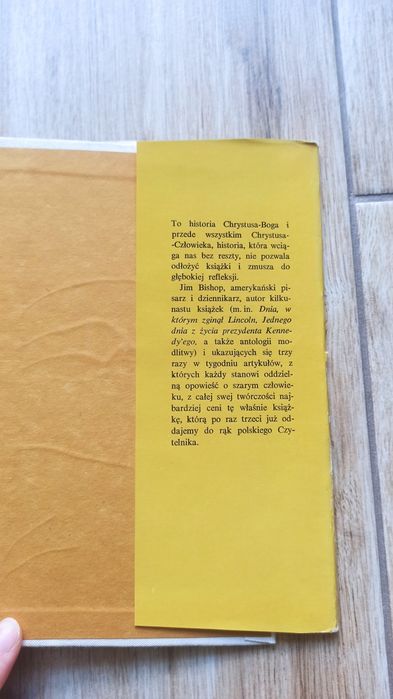 To historia Chrystusa-Boga i
przede wszystkim Chrystusa-
-Człowieka, historia, która wcią-
ga nas bez reszty, nie pozwala
odłożyć książki i zmusza do
głębokiej refleksji.
Jim Bishop, amerykański pi-
sarz i dziennikarz, autor kilku-
nastu książek (m. in. Dnia, w
którym zginął Lincoln, Jednego
dnia z życia prezydenta Kenne-
dy'ego, a także antologii mo-
dlitwy) i ukazujących się trzy
razy w tygodniu artykułów, z
których każdy stanowi oddziel-
ną opowieść o szarym człowie-
ku, z całej swej twórczości naj-
bardziej ceni tę właśnie książ-
kę, którą po raz trzeci już od-
dajemy do rąk polskiego Czy-
telnika.